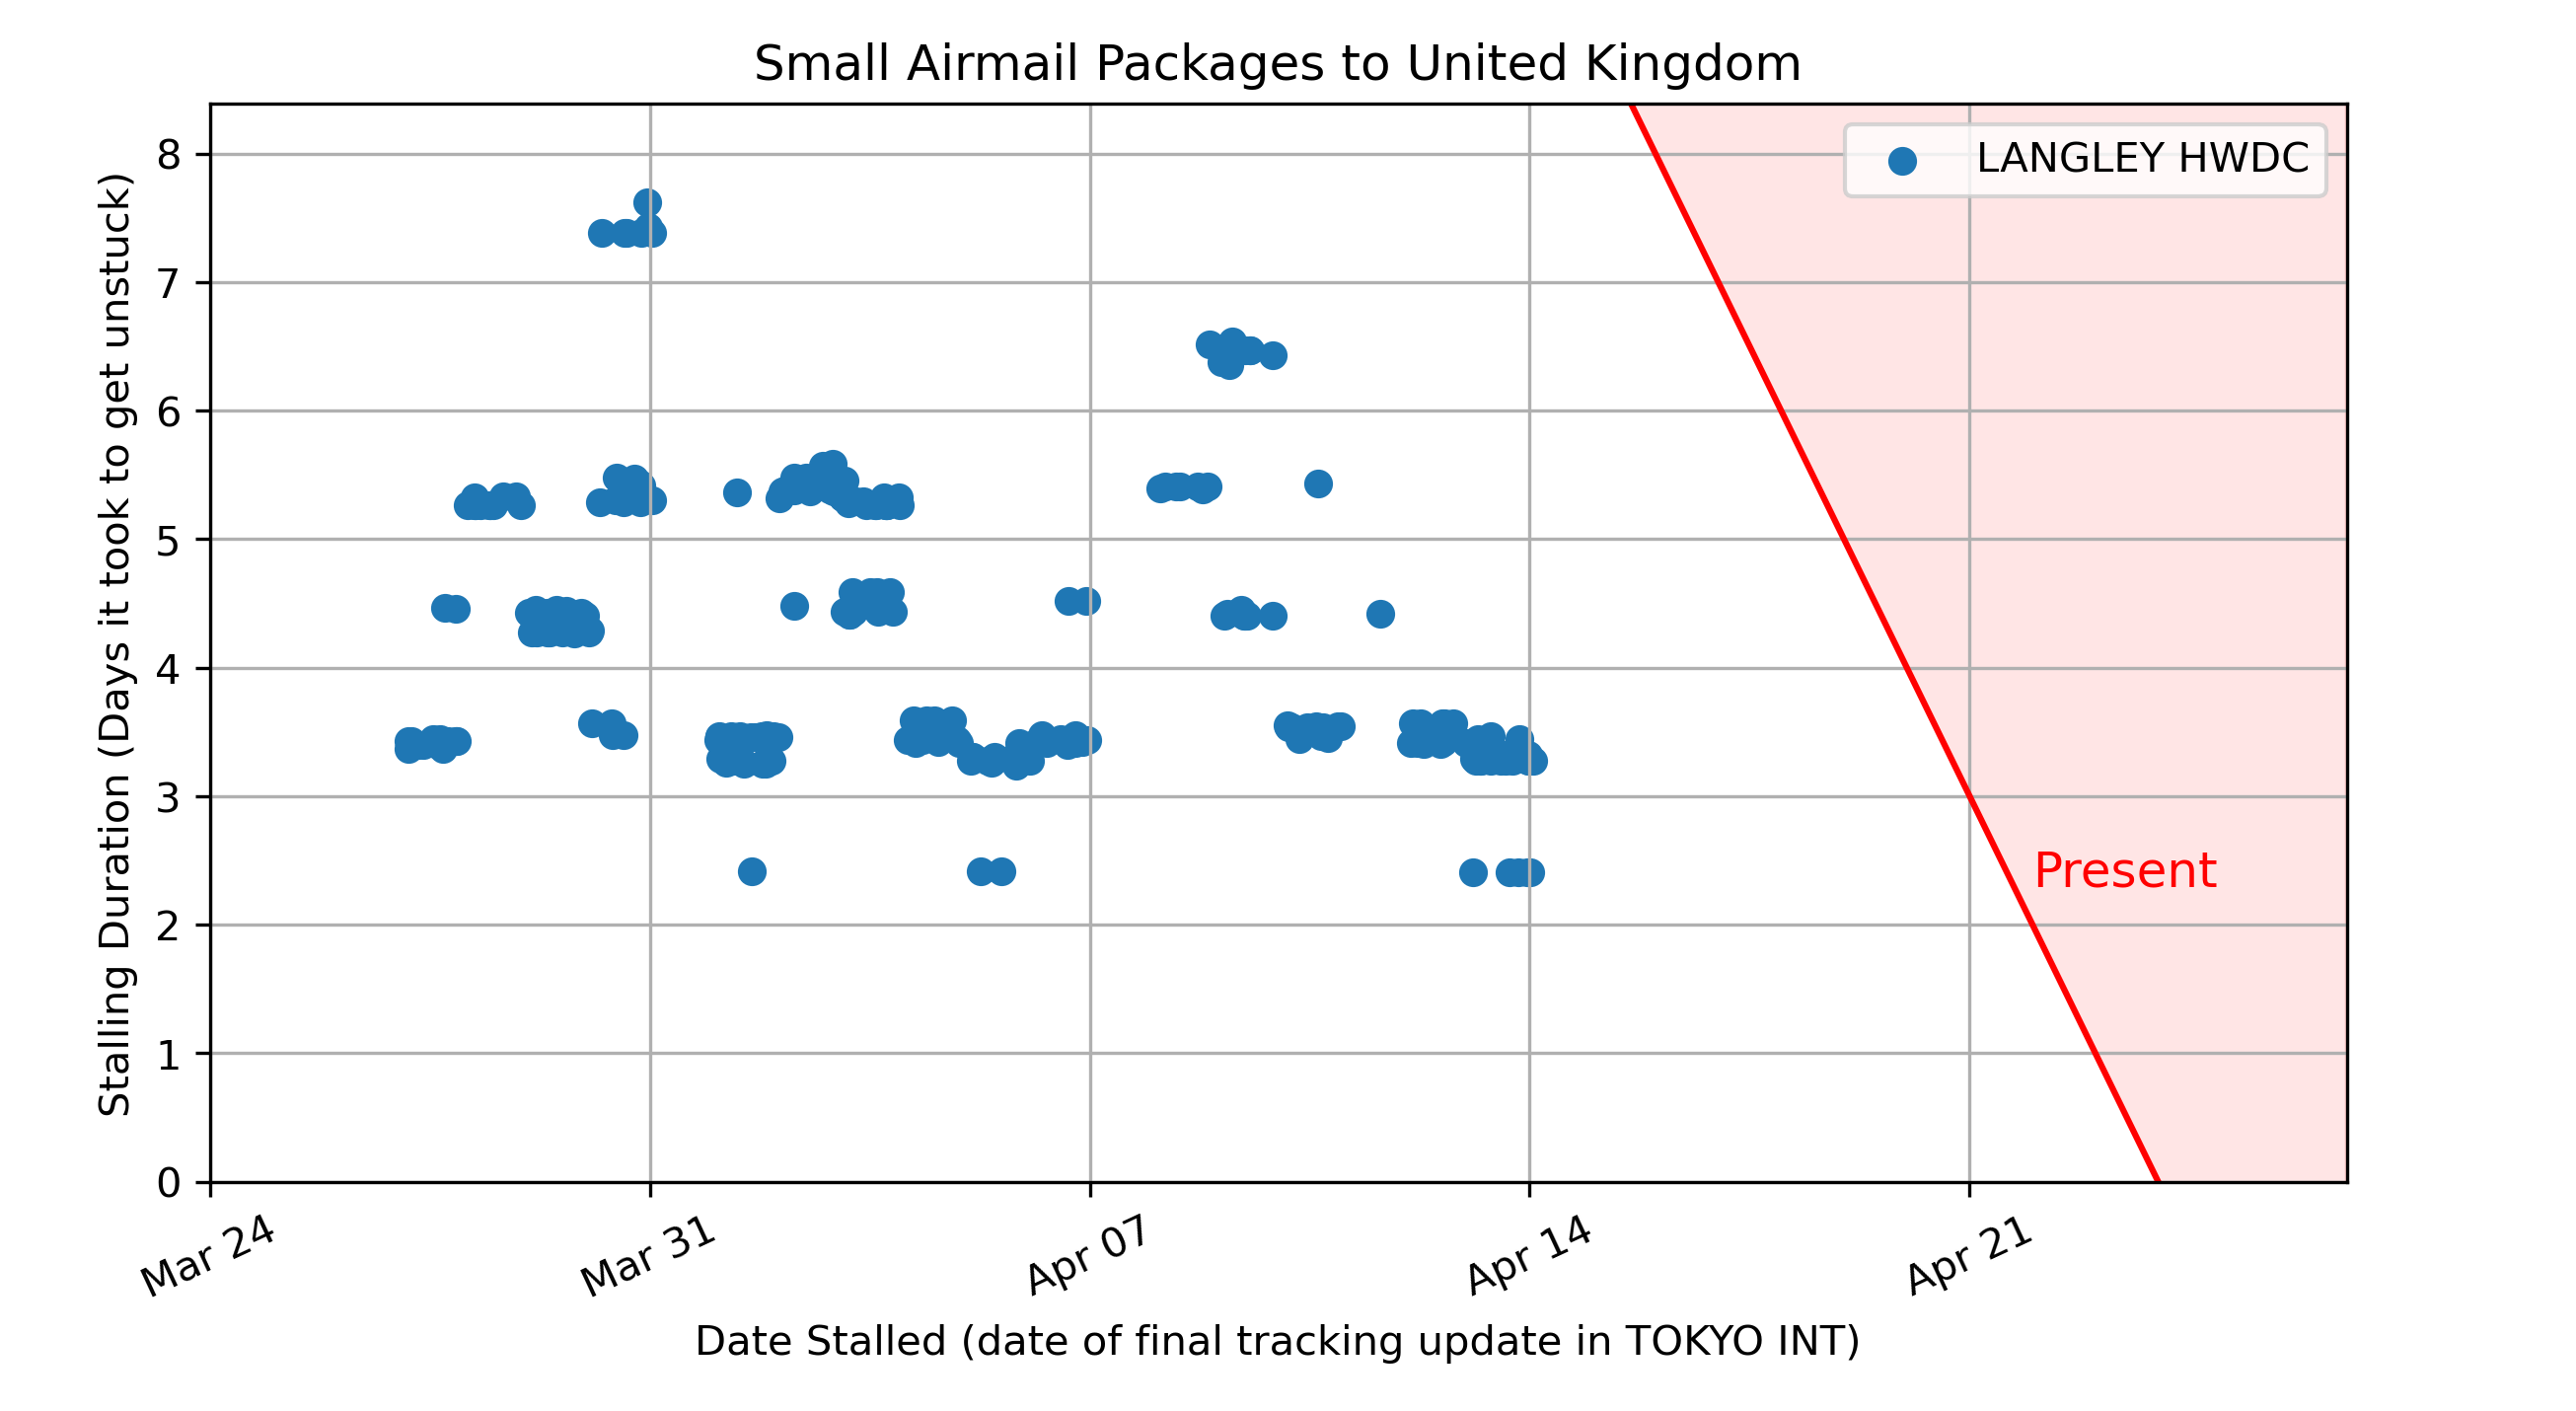 Small Airmail Packages to United Kingdom
LANGLEY HWDC
Stalling Duration (Days it took to get unstuck)
8
7
6
5
4
3
2
1
0
Present
Mar 24
Mar 31
Apr 07
Apr 14
Apr 21
Date Stalled (date of final tracking update in TOKYO INT)